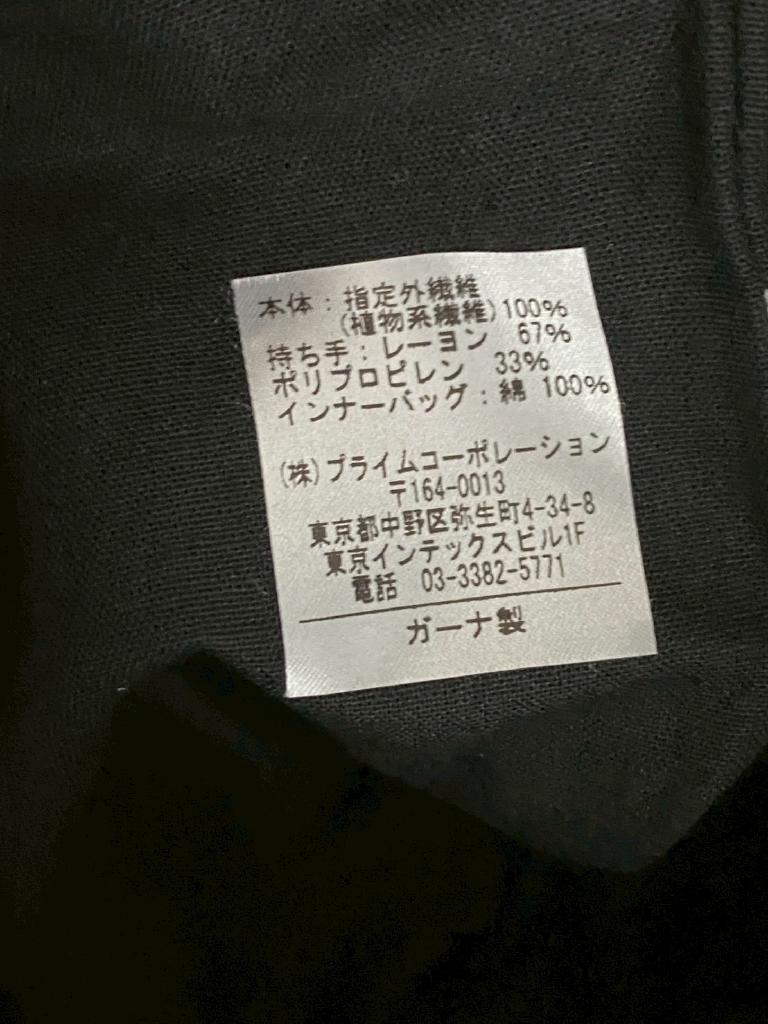 本体：指定外繊維
(植物系繊維)100%
持ち手：レーヨン 67%
ポリプロピレン 33%
インナーバッグ：綿 100%
(株)プライムコーポレーション
〒164-0013
東京都中野区弥生町4-34-8
東京インテックスビル1F
電話 03-3382-5771
ガーナ製